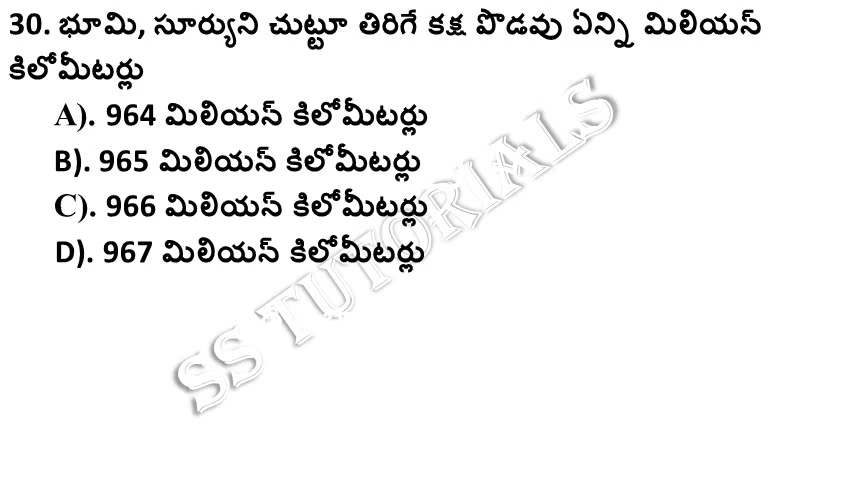 30. భూమి, సూర్యుని చుట్టూ తిరిగే కక్ష పొడవు ఏన్ని మిలియన్
కిలోమీటర్లు
A). 964 మిలియన్ కిలోమీటర్లు
B). 965 మిలియన్ కిలోమీటర్లు
C). 966 మిలియన్ కిలోమీటర్లు
D). 967 మిలియన్ కిలోమీటర్లు
SS TUTORIALS